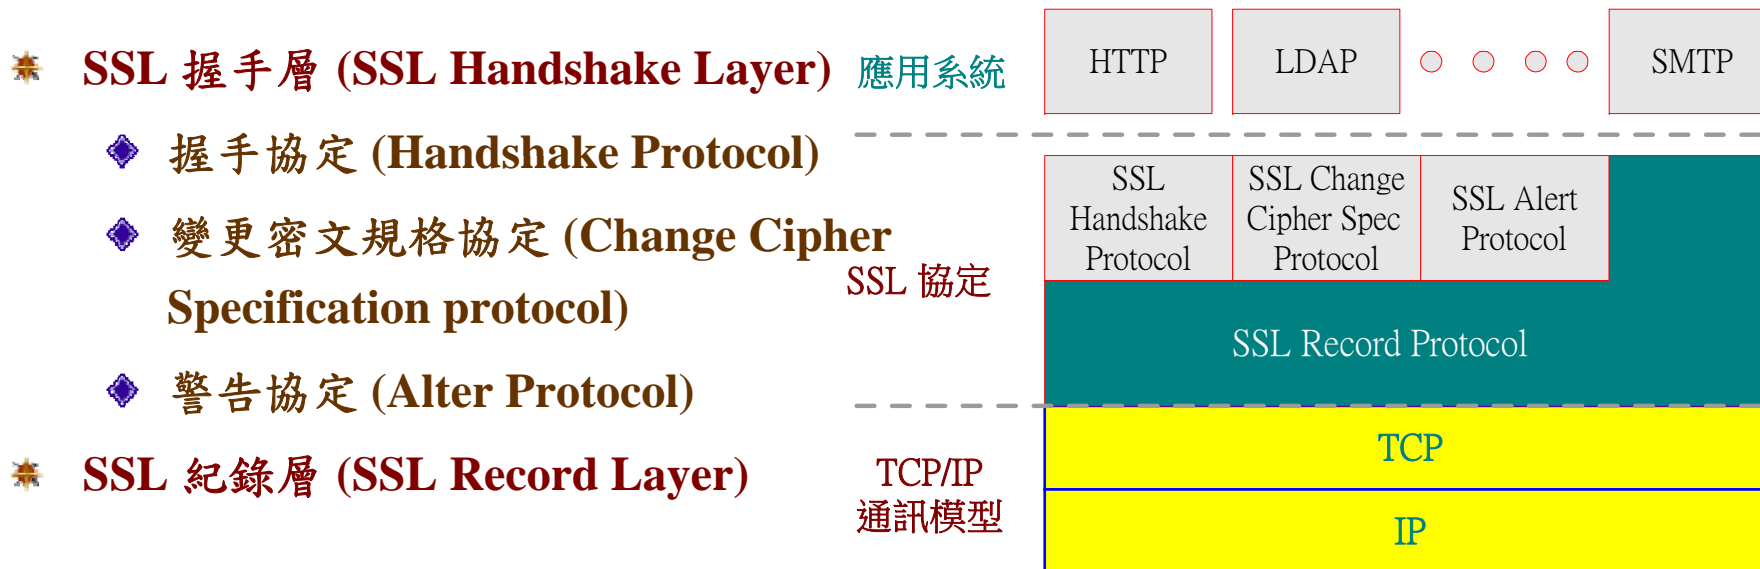 SSL 握手層 (SSL Handshake Layer)
握手協定 (Handshake Protocol)
變更密文規格協定 (Change Cipher
Specification protocol)
警告協定 (Alter Protocol)
SSL 紀錄層 (SSL Record Layer)
應用系統
HTTP
LDAP
SMTP
SSL 協定
SSL
Handshake
Protocol
SSL Change
Cipher Spec
Protocol
SSL Alert
Protocol
SSL Record Protocol
TCP/IP
通訊模型
TCP
IP